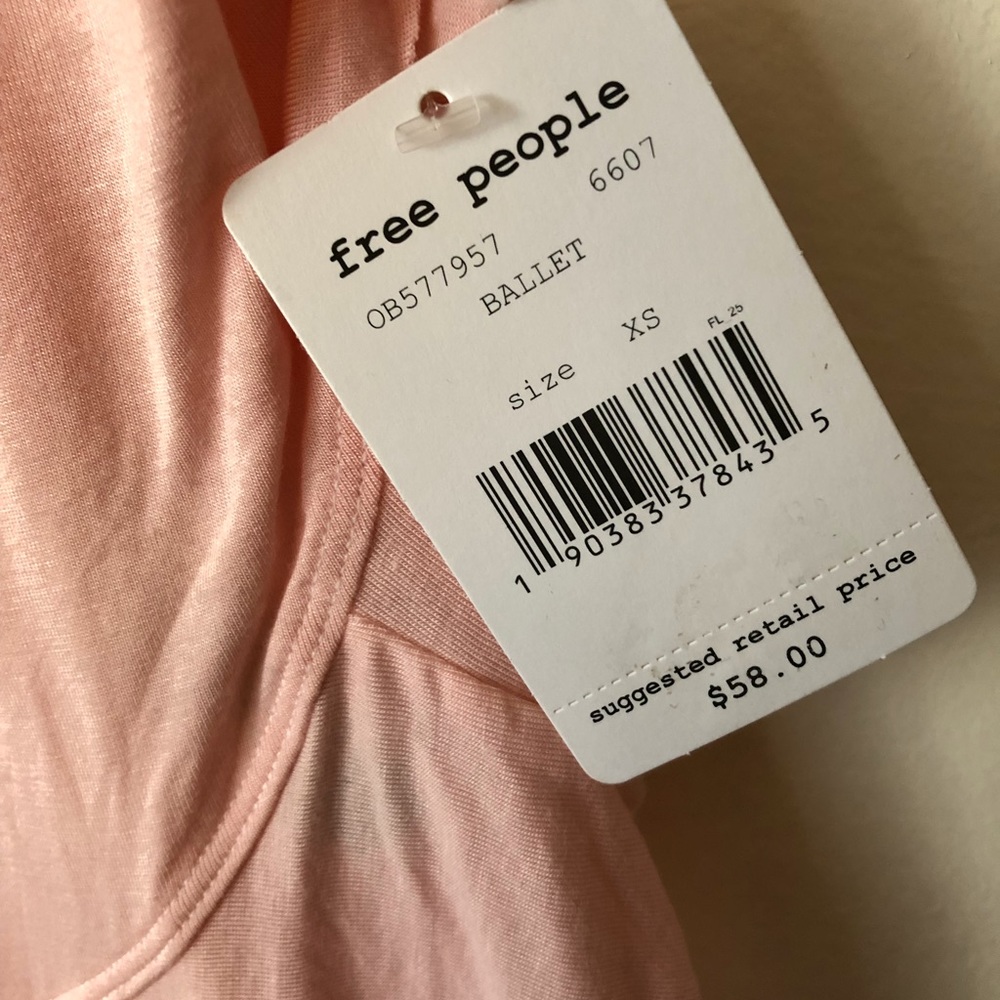 free people
OB577957 6607
BALLET
size XS
FL 25
1 90383 37843 5
suggested retail price
$58.00